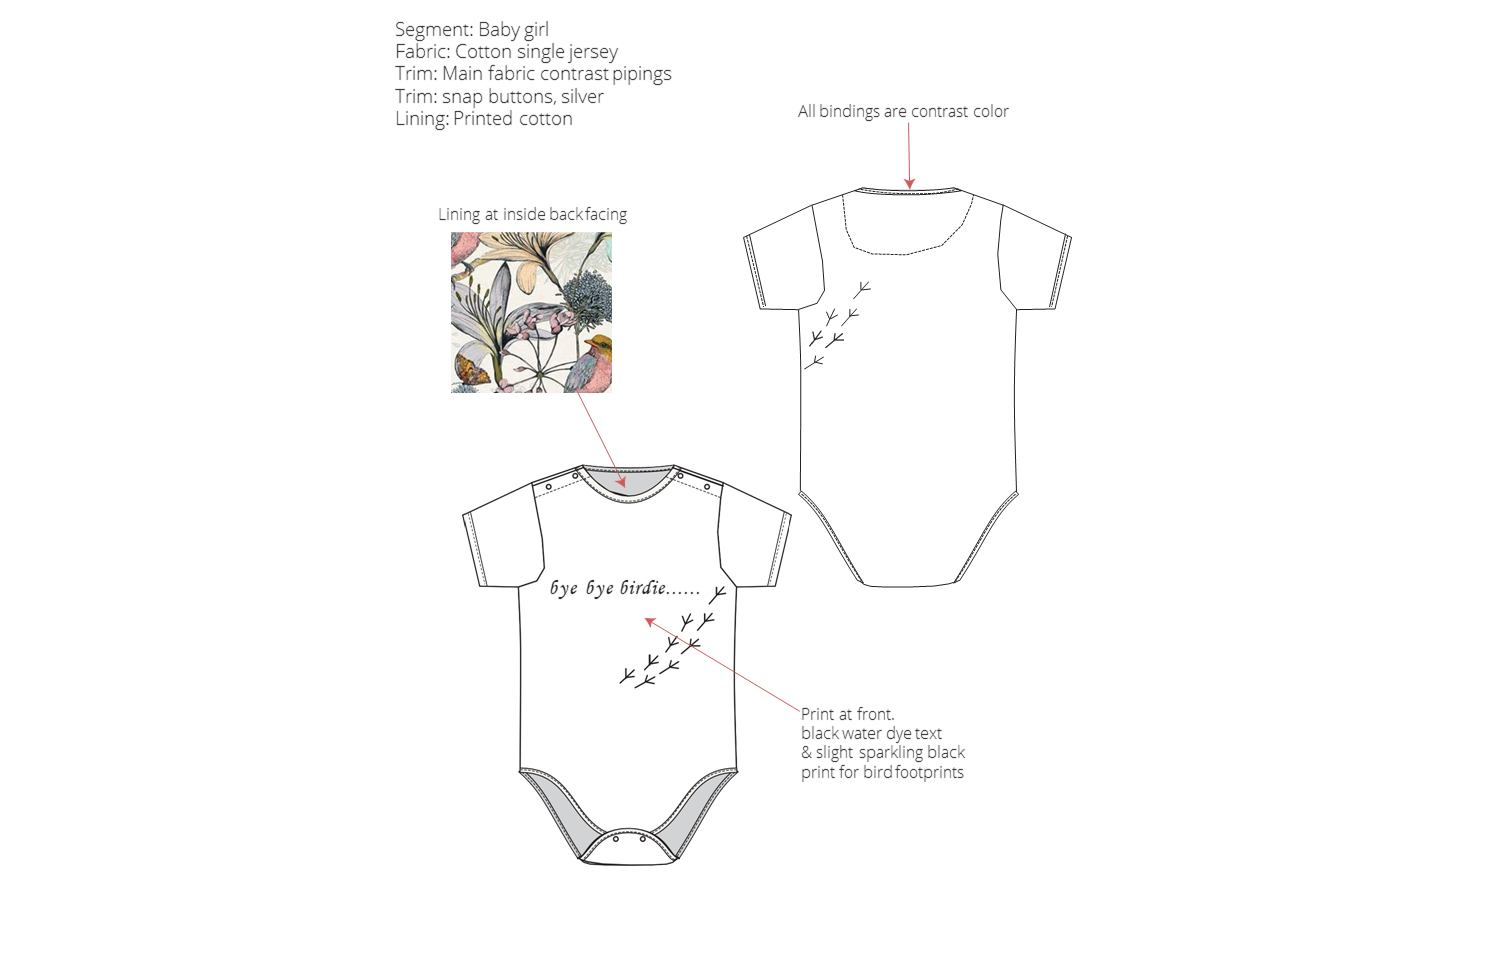 Segment: Baby girl
Fabric: Cotton single jersey
Trim: Main fabric contrast pipings
Trim: snap buttons, silver
Lining: Printed cotton
All bindings are contrast color
Lining at inside back facing
bye bye birdie......
Print at front.
black water dye text
& slight sparkling black
print for bird footprints